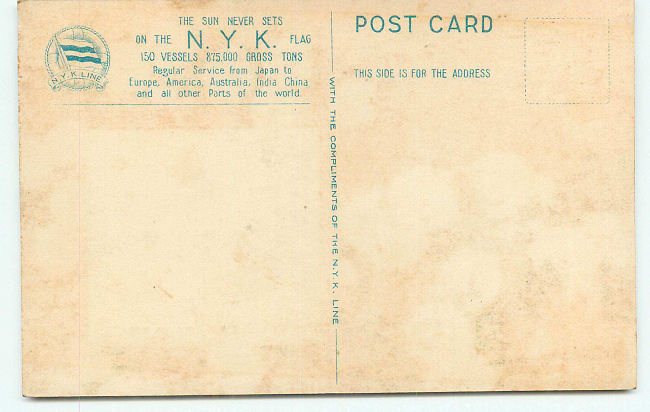 THE SUN NEVER SETS
ON THE N. Y. K. FLAG
150 VESSELS 875.000 GROSS TONS
Regular Service from Japan to
Europe, America, Australia, India China
and all other Parts of the world.
N.Y.K.LINE
WITH THE COMPLIMENTS OF THE N.Y.K. LINE
POST CARD
THIS SIDE IS FOR THE ADDRESS